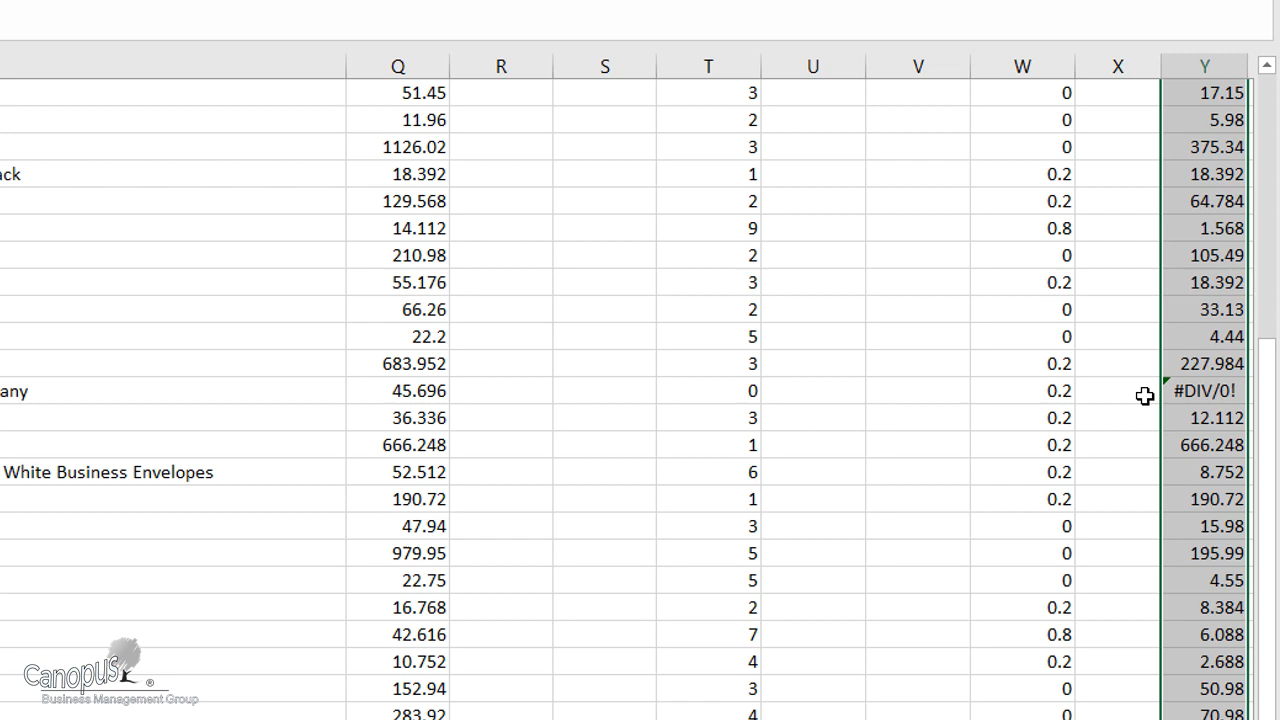 Q R S T U V W X Y
51.45 3 0 17.15
11.96 2 0 5.98
1126.02 3 0 375.34
ack 18.392 1 0.2 18.392
129.568 2 0.2 64.784
14.112 9 0.8 1.568
210.98 2 0 105.49
55.176 3 0.2 18.392
66.26 2 0 33.13
22.2 5 0 4.44
683.952 3 0.2 227.984
any 45.696 0 0.2 #DIV/0!
36.336 3 0.2 12.112
666.248 1 0.2 666.248
White Business Envelopes 52.512 6 0.2 8.752
190.72 1 0.2 190.72
47.94 3 0 15.98
979.95 5 0 195.99
22.75 5 0 4.55
16.768 2 0.2 8.384
42.616 7 0.8 6.088
10.752 4 0.2 2.688
152.94 3 0 50.98
283.92 4 0 70.98
Canopus ®
Business Management Group